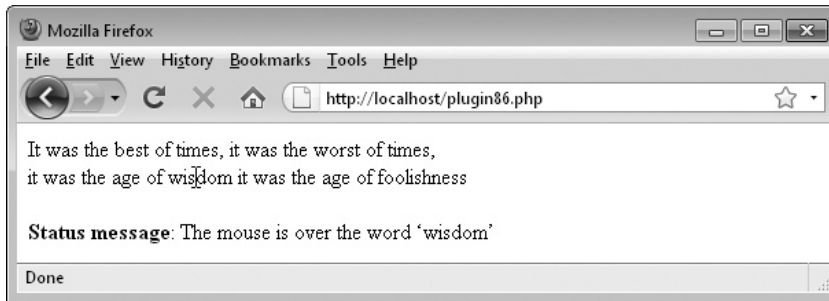 Mozilla Firefox
File Edit View History Bookmarks Tools Help
http://localhost/plugin86.php
It was the best of times, it was the worst of times,
it was the age of wisdom it was the age of foolishness
Status message: The mouse is over the word ‘wisdom’
Done